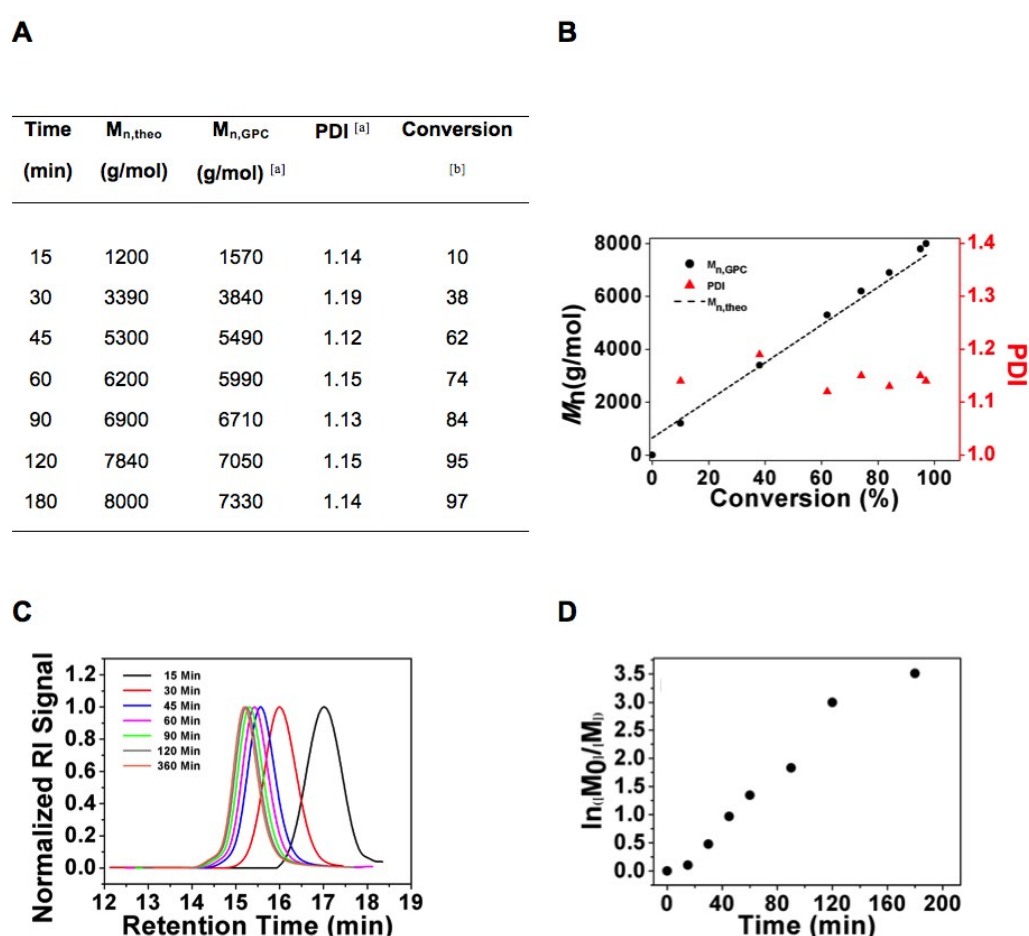 A
Time M n,theo M n,GPC PDI [a] Conversion
(min) (g/mol) (g/mol) [a] [b]
15 1200 1570 1.14 10
30 3390 3840 1.19 38
45 5300 5490 1.12 62
60 6200 5990 1.15 74
90 6900 6710 1.13 84
120 7840 7050 1.15 95
180 8000 7330 1.14 97
B
8000
6000
4000
2000
0
Mn(g/mol)
Mn,GPC
PDI
Mn,theo
1.4
1.3
1.2
1.1
1.0
PDI
0 20 40 60 80 100
Conversion (%)
C
1.2
1.0
0.8
0.6
0.4
0.2
0.0
Normalized RI Signal
15 Min
30 Min
45 Min
60 Min
90 Min
120 Min
360 Min
12 13 14 15 16 17 18 19
Retention Time (min)
D
3.5
3.0
2.5
2.0
1.5
1.0
0.5
0.0
ln([M0]/[M])
0 40 80 120 160 200
Time (min)